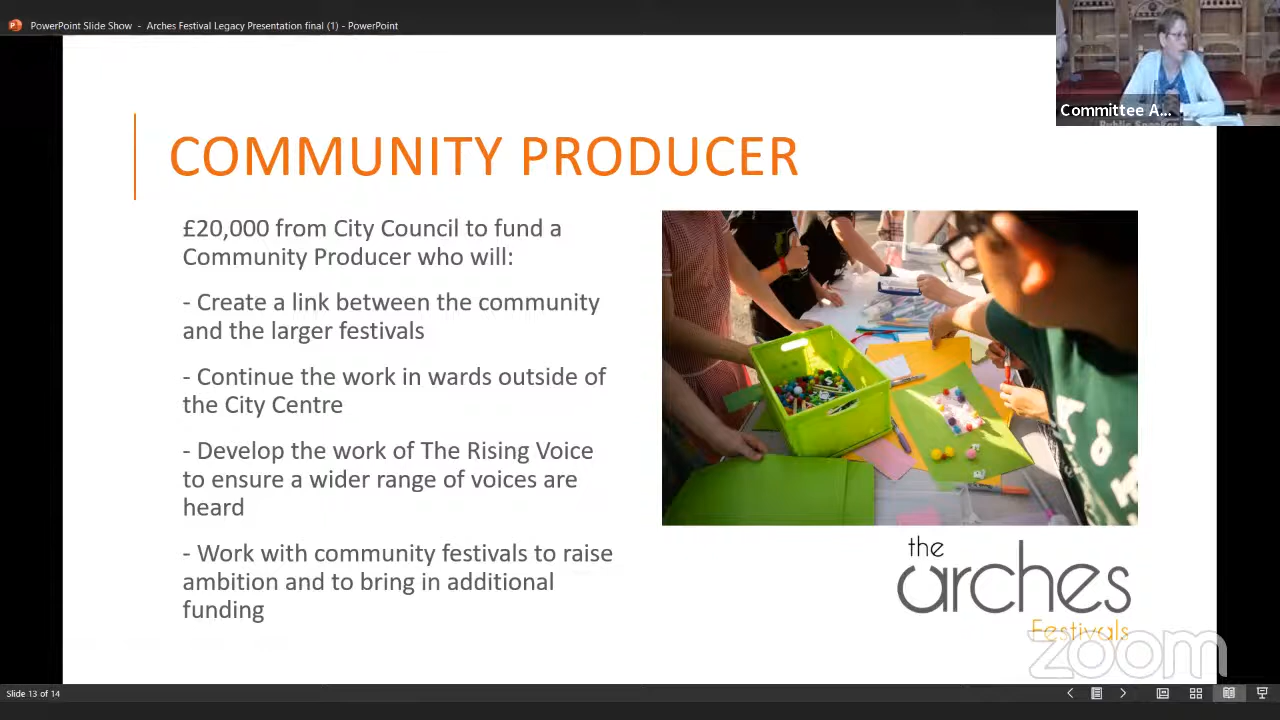 PowerPoint Slide Show - Arches Festival Legacy Presentation final (1) - PowerPoint
Committee A...
Public Speaker
COMMUNITY PRODUCER
£20,000 from City Council to fund a
Community Producer who will:
- Create a link between the community
and the larger festivals
- Continue the work in wards outside of
the City Centre
- Develop the work of The Rising Voice
to ensure a wider range of voices are
heard
- Work with community festivals to raise
ambition and to bring in additional
funding
the
arches
Festivals
zoom
Slide 13 of 14